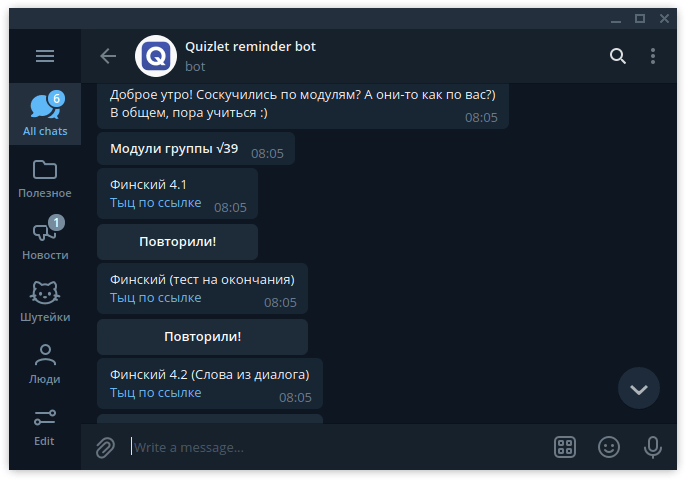 Quizlet reminder bot
bot
6
All chats
Полезное
1
Новости
Шутейки
Люди
Edit
Доброе утро! Соскучились по модулям? А они-то как по вас?)
В общем, пора учиться :)
08:05
Модули группы √39 08:05
Финский 4.1
Тыц по ссылке 08:05
Повторили!
Финский (тест на окончания)
Тыц по ссылке 08:05
Повторили!
Финский 4.2 (Слова из диалога)
Тыц по ссылке 08:05
Write a message...